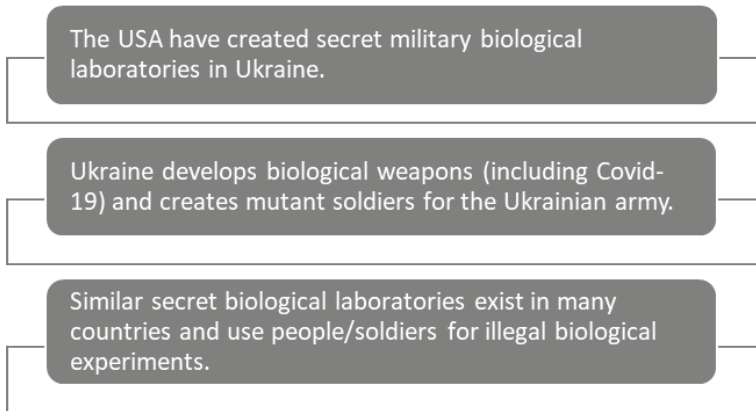 The USA have created secret military biological
laboratories in Ukraine.
Ukraine develops biological weapons (including Covid-
19) and creates mutant soldiers for the Ukrainian army.
Similar secret biological laboratories exist in many
countries and use people/soldiers for illegal biological
experiments.